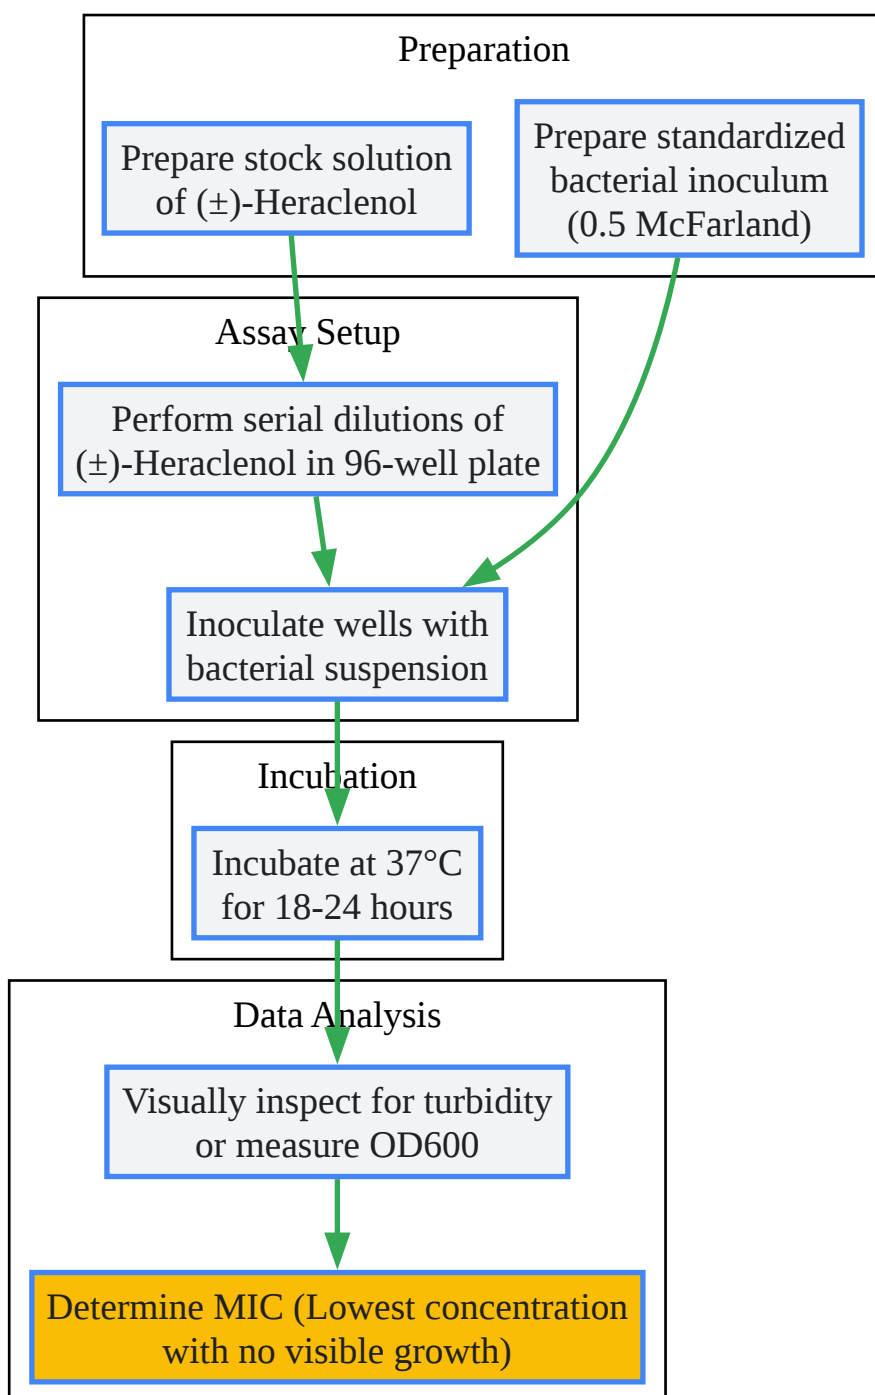 Preparation
Prepare stock solution
of (±)-Heraclenol
Prepare standardized
bacterial inoculum
(0.5 McFarland)
Assay Setup
Perform serial dilutions of
(±)-Heraclenol in 96-well plate
Inoculate wells with
bacterial suspension
Incubation
Incubate at 37°C
for 18-24 hours
Data Analysis
Visually inspect for turbidity
or measure OD600
Determine MIC (Lowest concentration
with no visible growth)